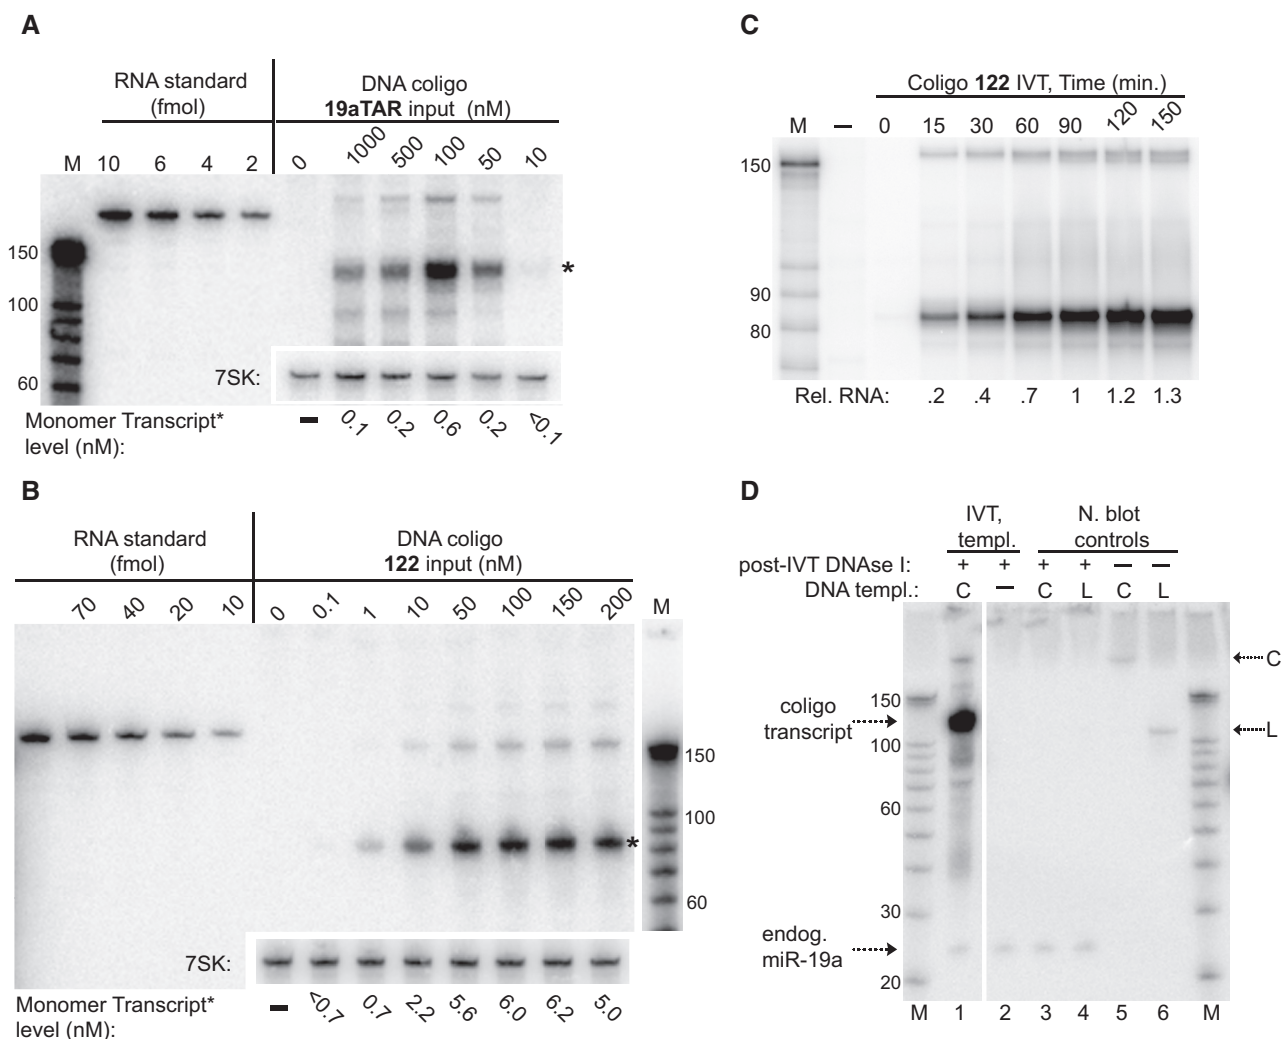 A
RNA standard
(fmol)
DNA coligo
19aTAR input (nM)
M 10 6 4 2 0 1000 500 100 50 10
150
100
60
*
7SK:
Monomer Transcript*
level (nM):
– 0.1 0.2 0.6 0.2 <0.1
B
RNA standard
(fmol)
DNA coligo
122 input (nM)
70 40 20 10 0 0.1 1 10 50 100 150 200 M
150
100
60
*
7SK:
Monomer Transcript*
level (nM):
– <0.7 0.7 2.2 5.6 6.0 6.2 5.0
C
Coligo 122 IVT, Time (min.)
M – 0 15 30 60 90 120 150
150
90
80
Rel. RNA: .2 .4 .7 1 1.2 1.3
D
IVT,
templ.
N. blot
controls
post-IVT DNAse I: + + + + – –
DNA templ.: C – C L C L
C
150
coligo
transcript
L
100
60
30
endog.
miR-19a
20
M 1 2 3 4 5 6 M